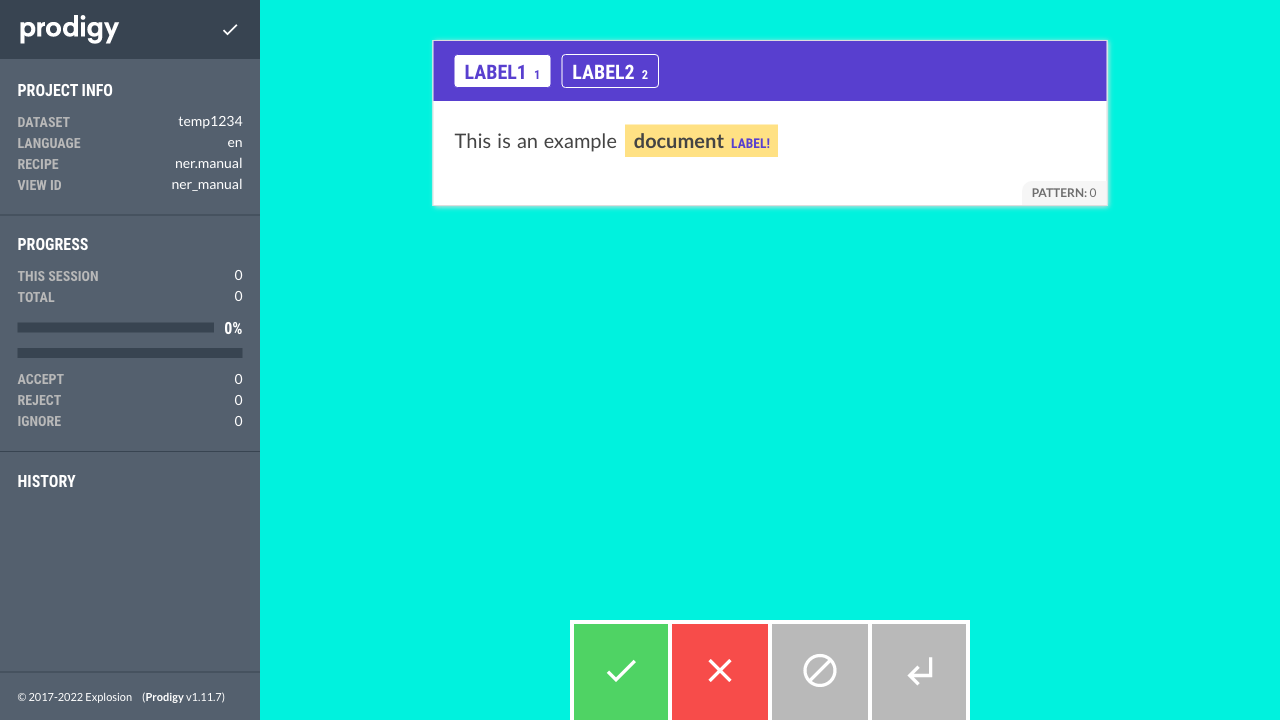 prodigy
PROJECT INFO
DATASET temp1234
LANGUAGE en
RECIPE ner.manual
VIEW ID ner_manual
PROGRESS
THIS SESSION 0
TOTAL 0
0%
ACCEPT 0
REJECT 0
IGNORE 0
HISTORY
© 2017-2022 Explosion (Prodigy v1.11.7)
LABEL1 1 LABEL2 2
This is an example document LABEL!
PATTERN: 0